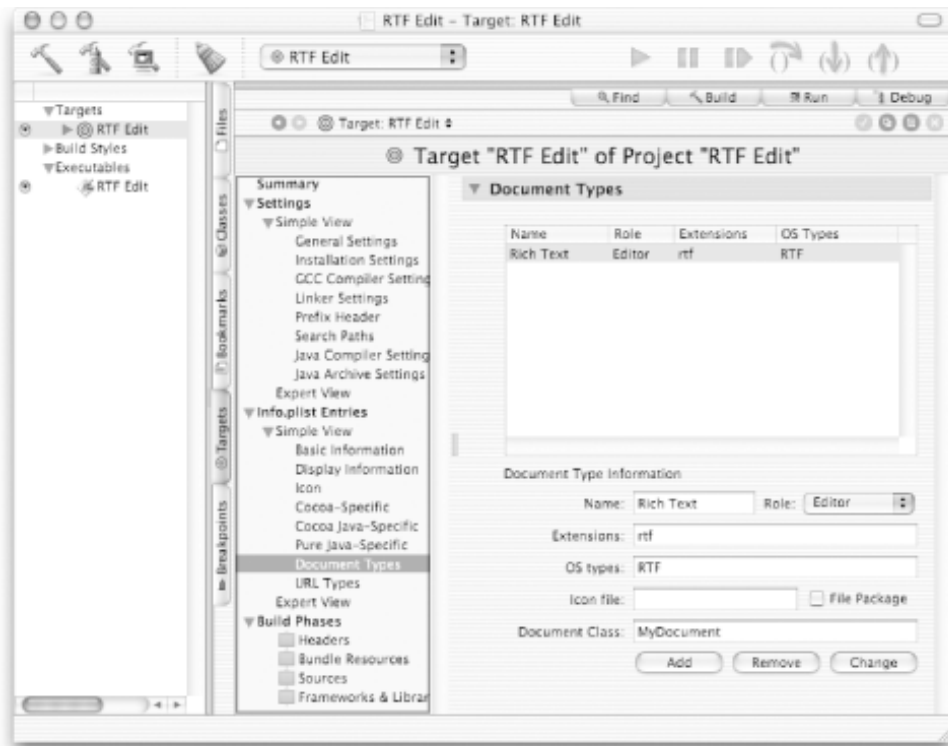 RTF Edit – Target: RTF Edit
RTF Edit
Find
Build
Run
Debug
Targets
RTF Edit
Build Styles
Executables
RTF Edit
Files
Classes
Bookmarks
Targets
Breakpoints
Target: RTF Edit
Target "RTF Edit" of Project "RTF Edit"
Summary
Settings
Simple View
General Settings
Installation Settings
GCC Compiler Setting
Linker Settings
Prefix Header
Search Paths
Java Compiler Setting
Java Archive Settings
Expert View
Info.plist Entries
Simple View
Basic Information
Display Information
Icon
Cocoa-Specific
Cocoa Java-Specific
Pure Java-Specific
Document Types
URL Types
Expert View
Build Phases
Headers
Bundle Resources
Sources
Frameworks & Librar
Document Types
Name Role Extensions OS Types
Rich Text Editor rtf RTF
Document Type Information
Name: Rich Text Role: Editor
Extensions: rtf
OS types: RTF
Icon file: File Package
Document Class: MyDocument
Add Remove Change